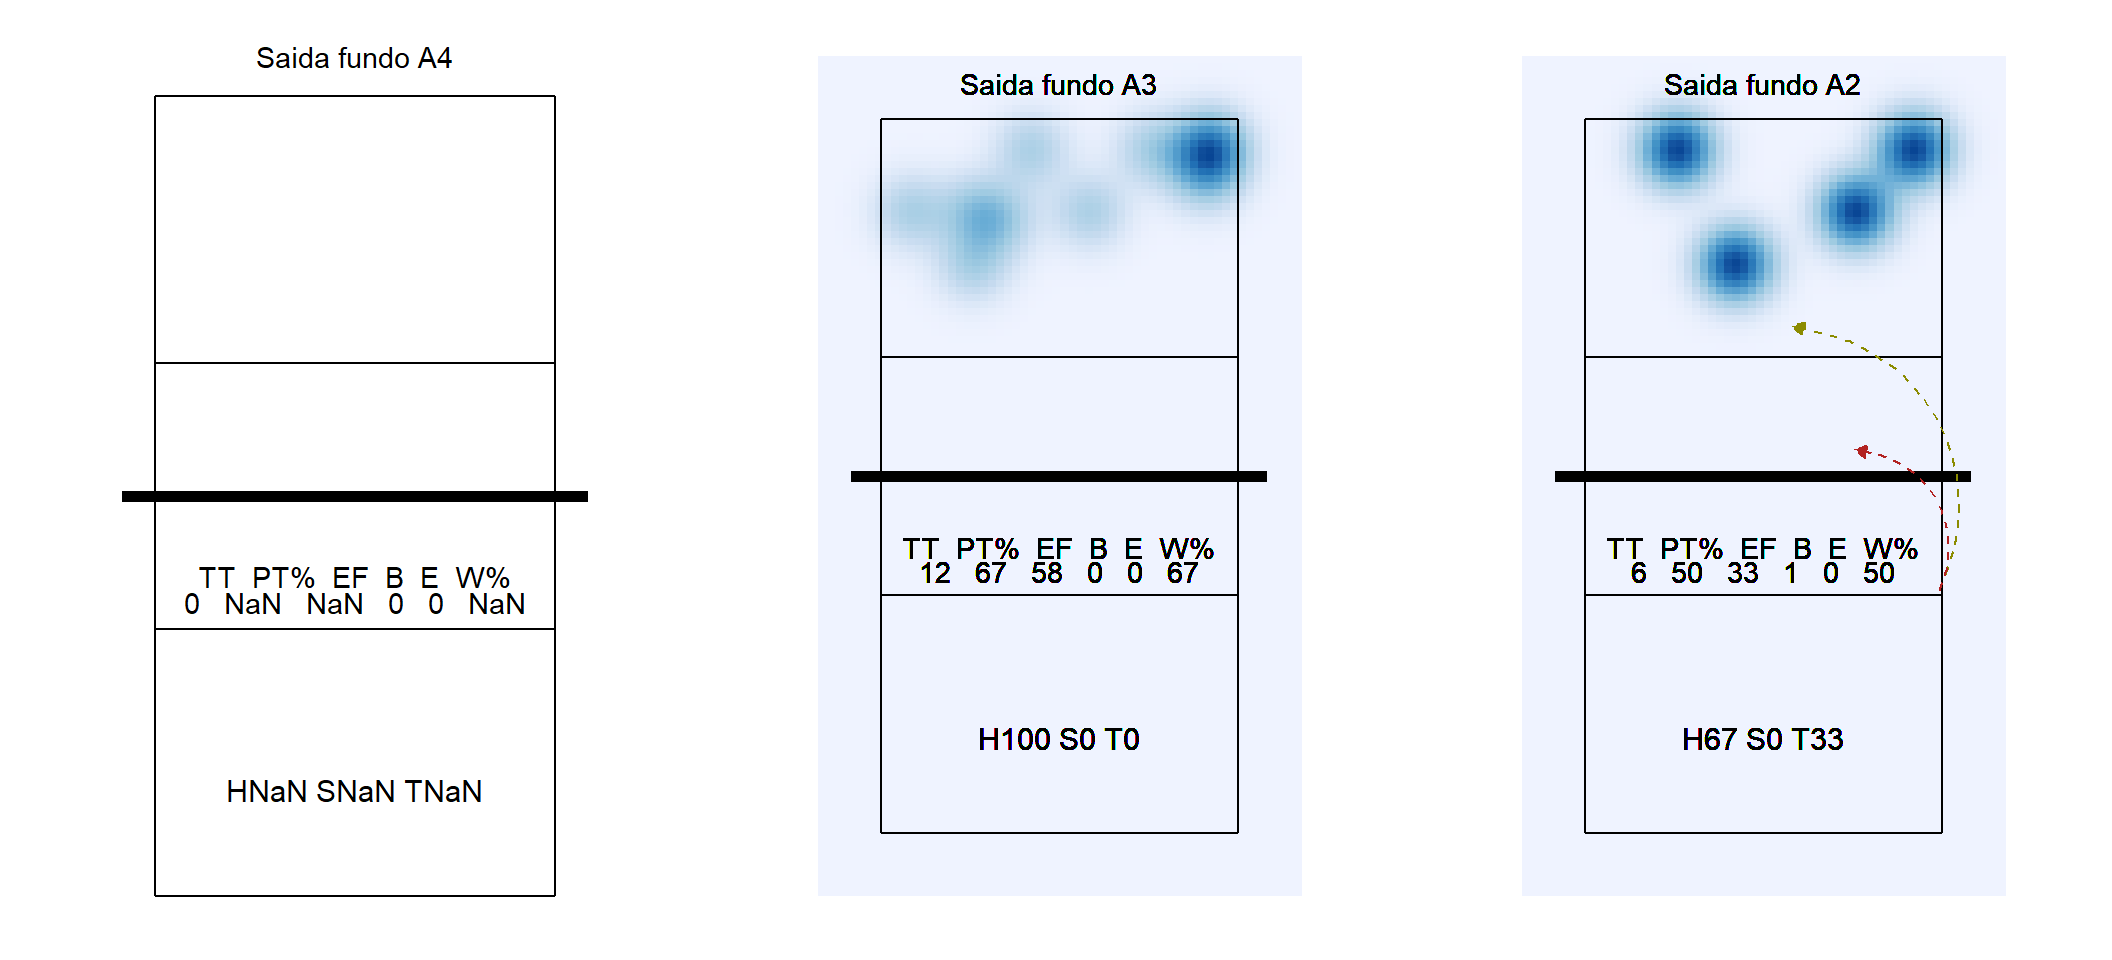 Saida fundo A4
TT PT% EF B E W%
0 NaN NaN 0 0 NaN
HNaN SNaN TNaN
Saida fundo A3
TT PT% EF B E W%
12 67 58 0 0 67
H100 S0 T0
Saida fundo A2
TT PT% EF B E W%
6 50 33 1 0 50
H67 S0 T33